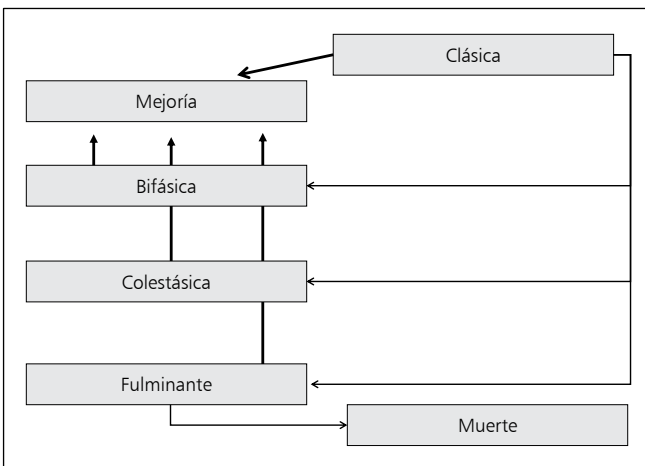 Clásica
Mejoría
Bifásica
Colestásica
Fulminante
Muerte